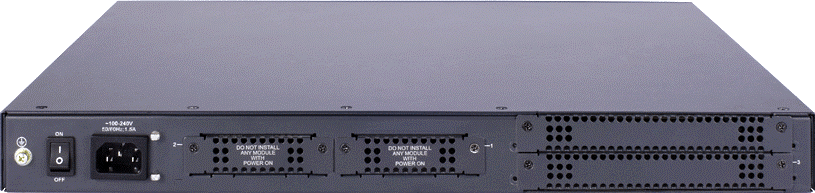 ~100-240V
50/60Hz;1.5A
ON
I
O
OFF
2
DO NOT INSTALL
ANY MODULE
WITH
POWER ON
DO NOT INSTALL
ANY MODULE
WITH
POWER ON
1
3